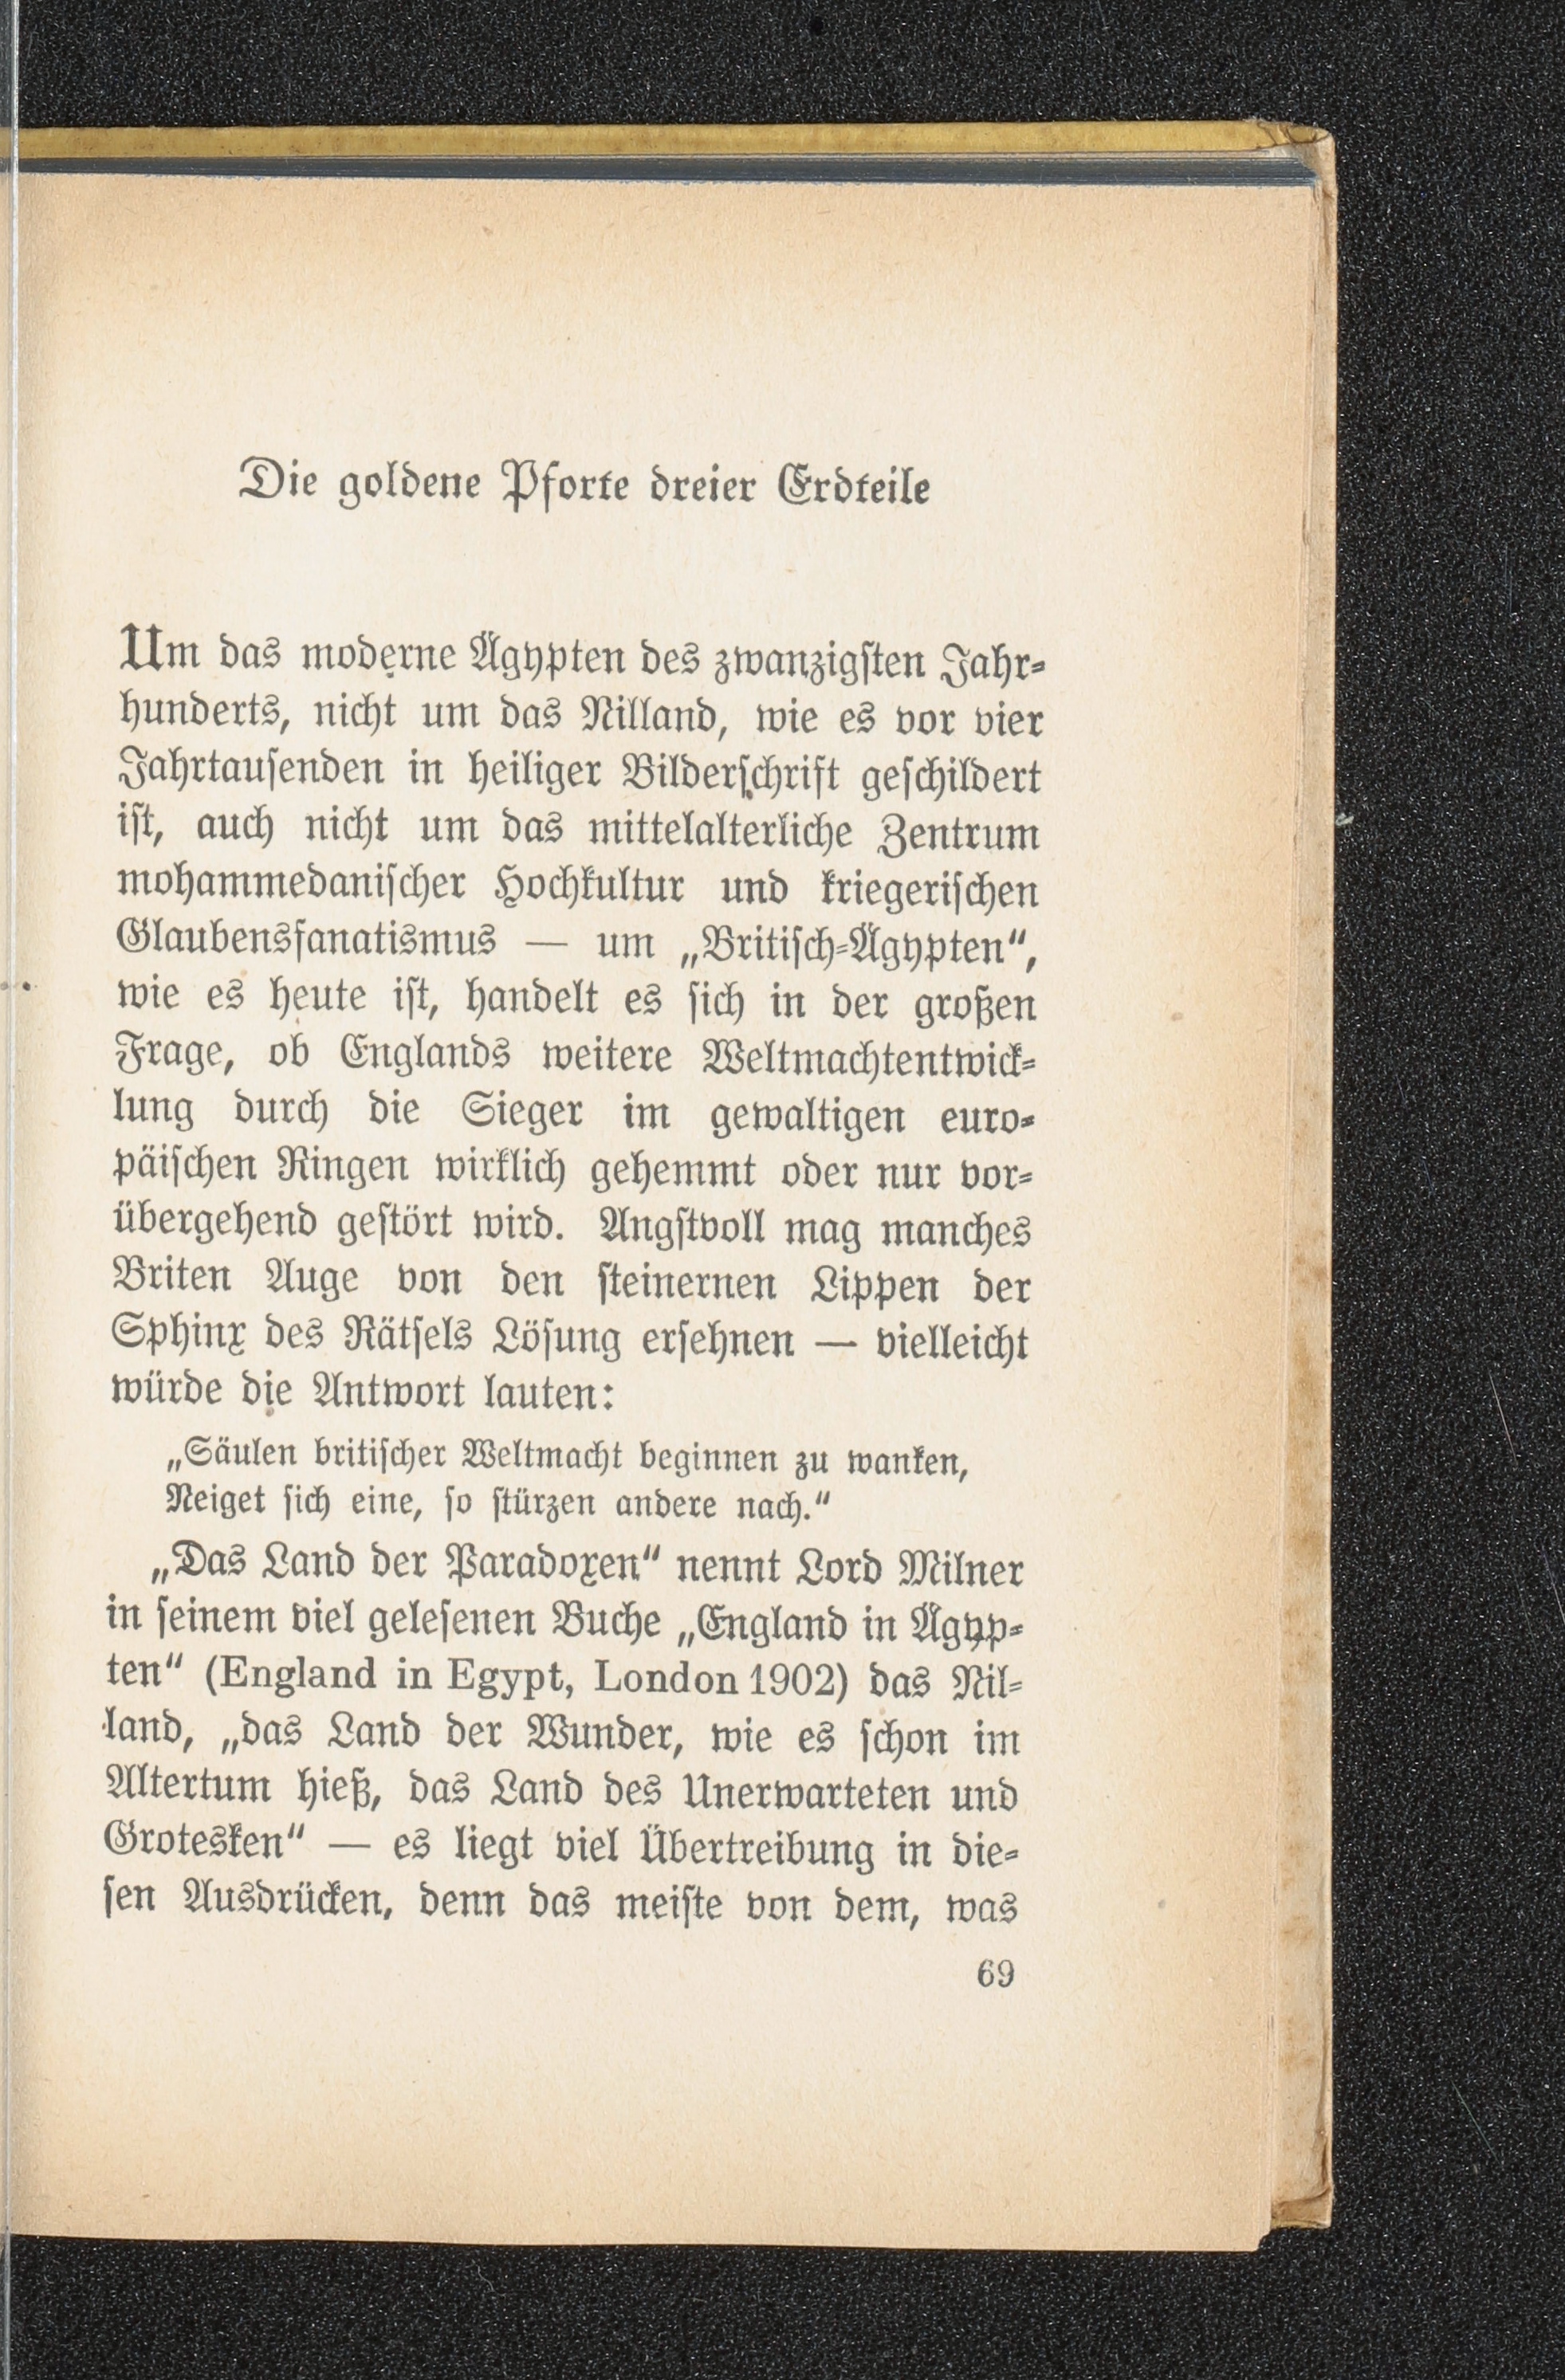 Die goldene Pforte dreier Erdteile
Um das moderne Ägypten des zwanzigsten Jahr-
hunderts, nicht um das Nilland, wie es vor vier
Jahrtausenden in heiliger Bilderschrift geschildert
ist, auch nicht um das mittelalterliche Zentrum
mohammedanischer Hochkultur und kriegerischen
Glaubensfanatismus — um „Britisch-Ägypten“,
wie es heute ist, handelt es sich in der großen
Frage, ob Englands weitere Weltmachtentwick-
lung durch die Sieger im gewaltigen euro-
päischen Ringen wirklich gehemmt oder nur vor-
übergehend gestört wird. Angstvoll mag manches
Briten Auge von den steinernen Lippen der
Sphinx des Rätsels Lösung ersehnen — vielleicht
würde die Antwort lauten:
„Säulen britischer Weltmacht beginnen zu wanken,
Neiget sich eine, so stürzen andere nach.“
„Das Land der Paradoxen“ nennt Lord Milner
in seinem viel gelesenen Buche „England in Ägyp-
ten“ (England in Egypt, London 1902) das Nil-
land, „das Land der Wunder, wie es schon im
Altertum hieß, das Land des Unerwarteten und
Grotesken“ — es liegt viel Übertreibung in die-
sen Ausdrücken, denn das meiste von dem, was
69